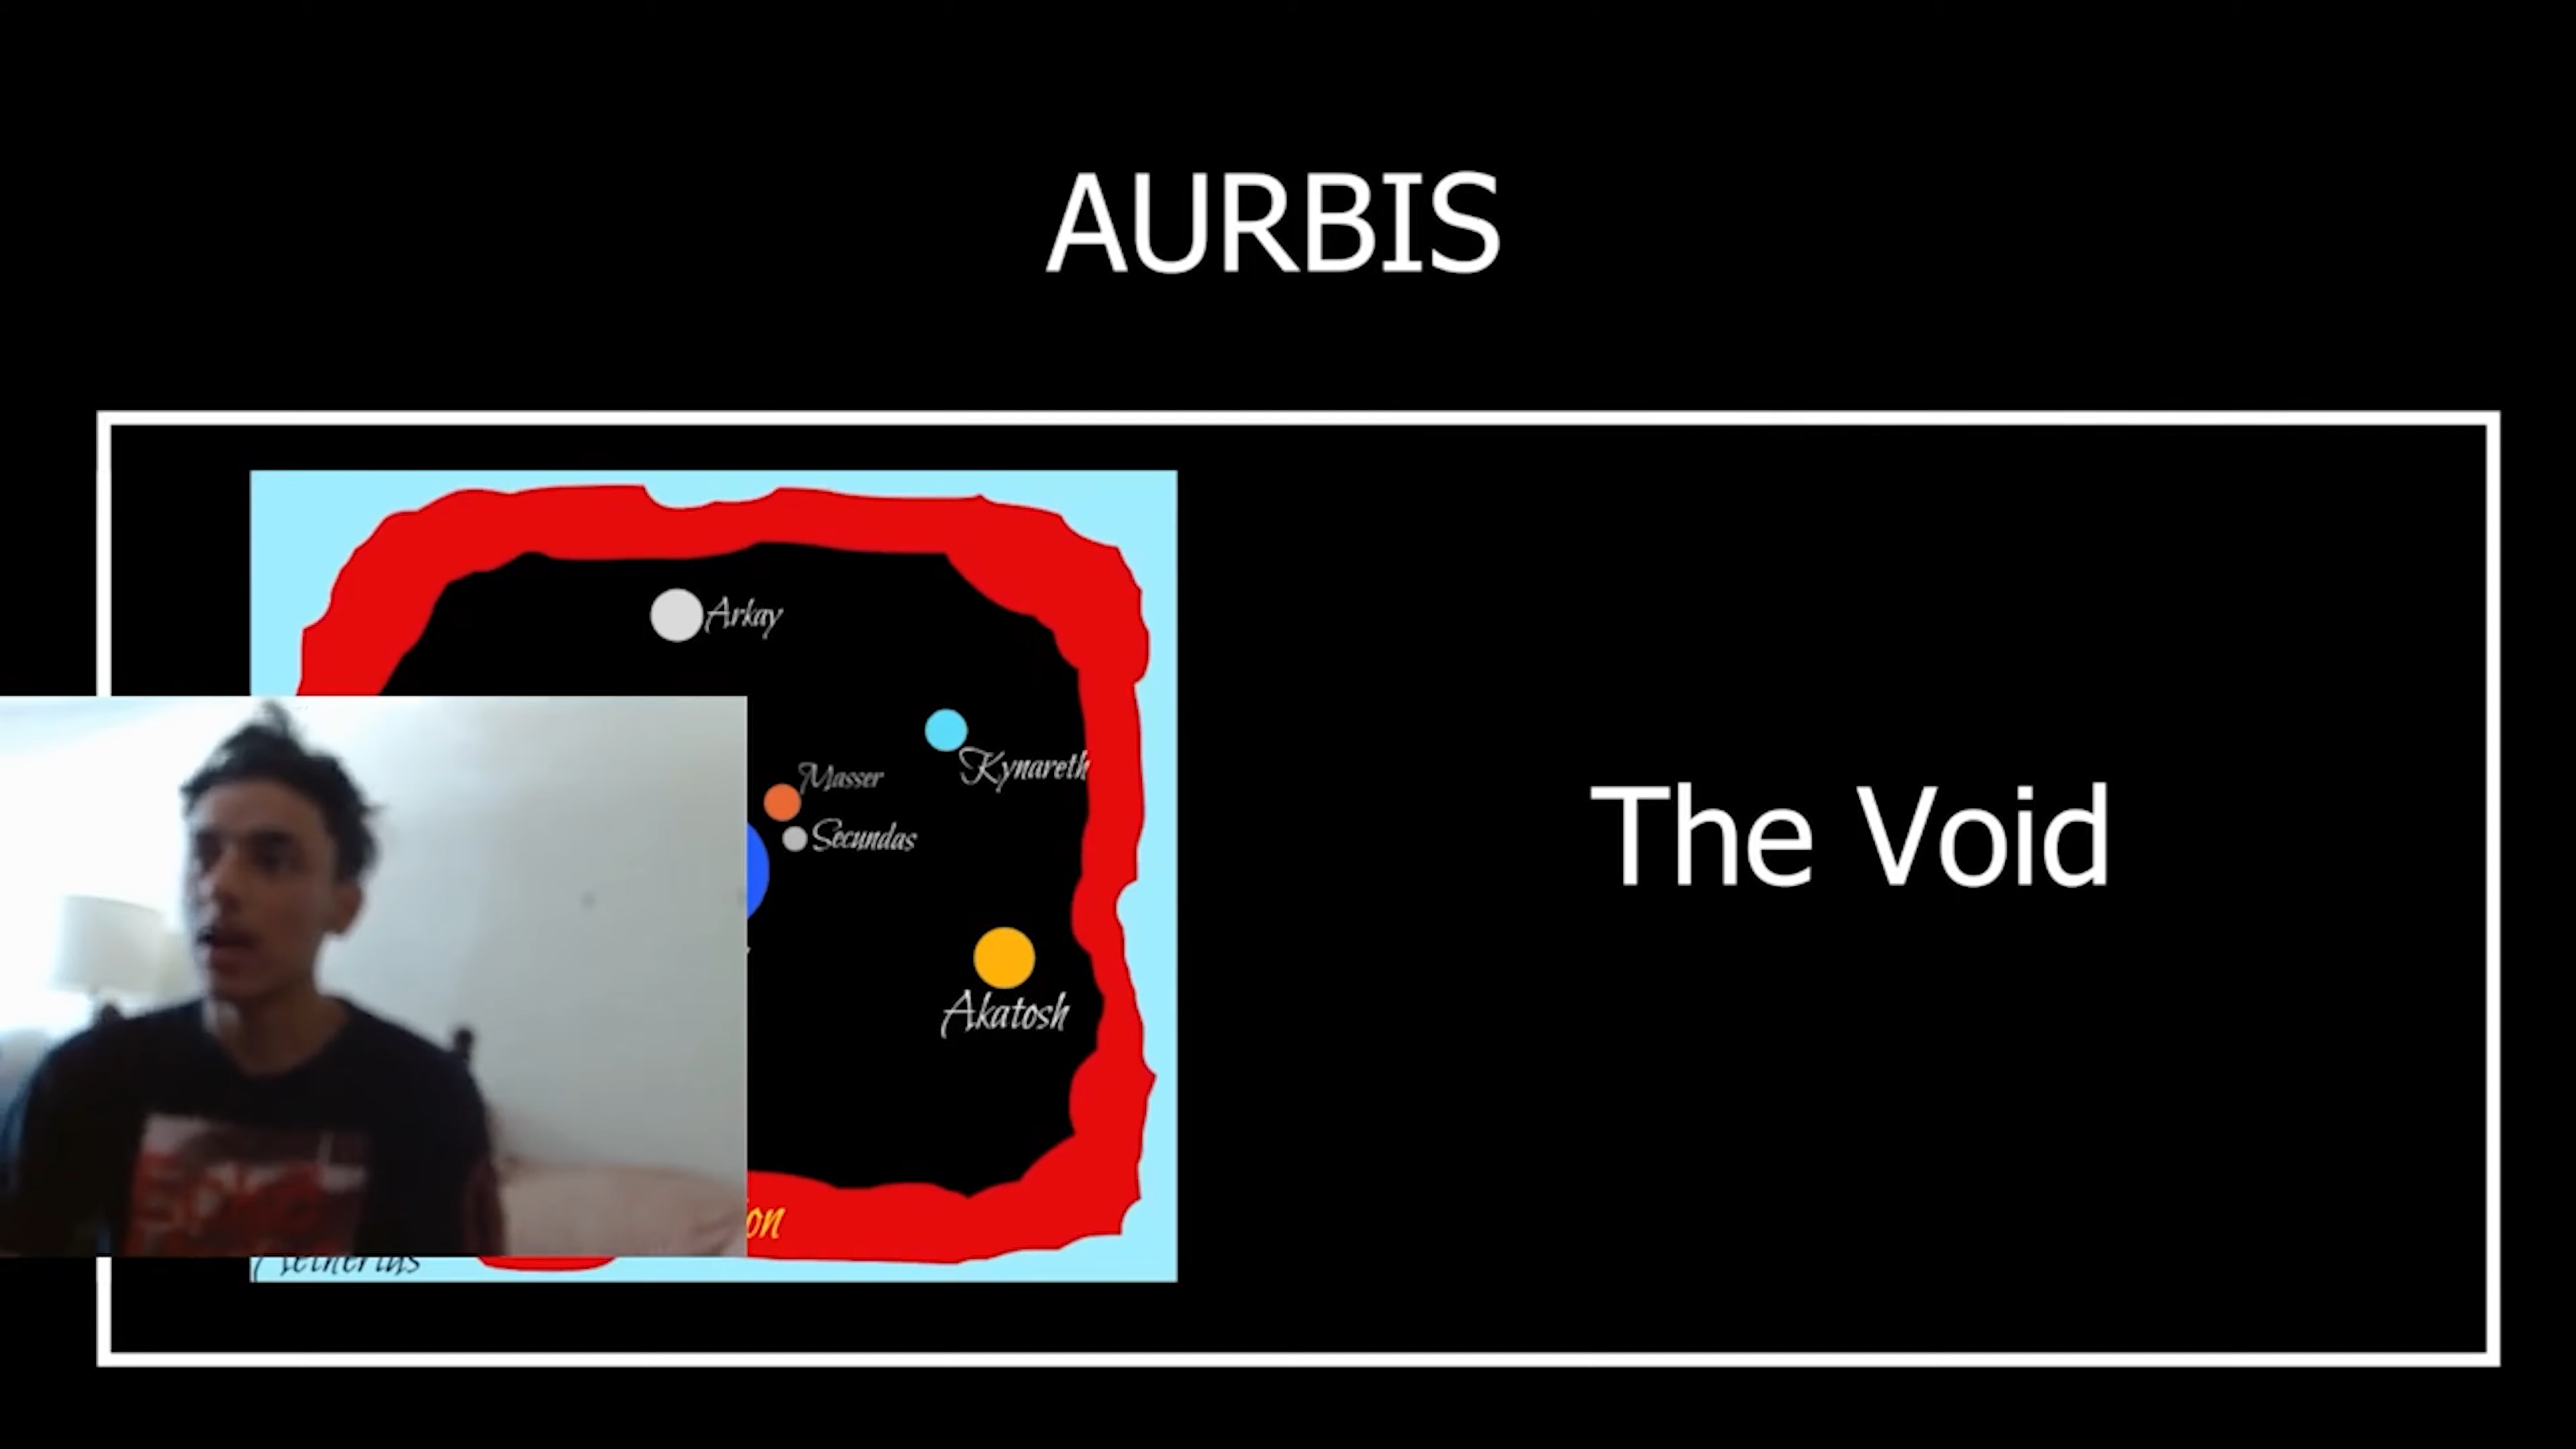 AURBIS
Arkay
Kynareth
Masser
Secundas
The Void
Akatosh